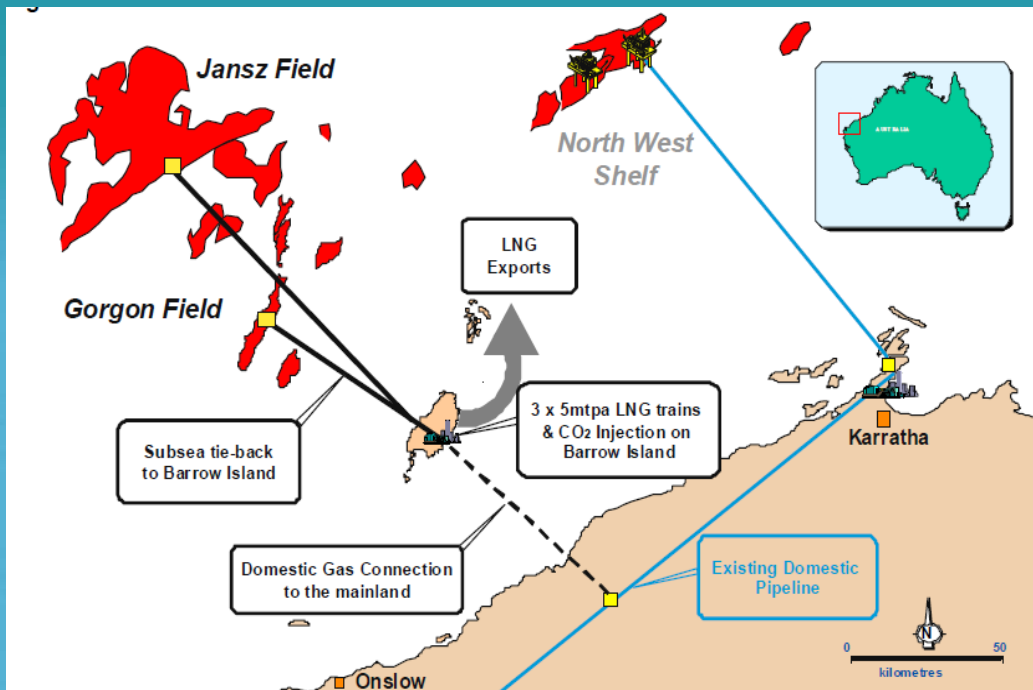 Jansz Field
North West
Shelf
AUSTRALIA
LNG
Exports
Gorgon Field
3 x 5mtpa LNG trains
& CO₂ Injection on
Barrow Island
Karratha
Subsea tie-back
to Barrow Island
Domestic Gas Connection
to the mainland
Existing Domestic
Pipeline
N
0 50
kilometres
Onslow